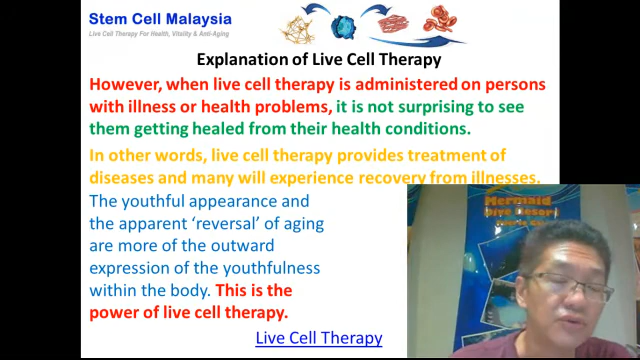 Stem Cell Malaysia
Live Cell Therapy For Health, Vitality & Anti-Aging
Explanation of Live Cell Therapy
However, when live cell therapy is administered on persons
with illness or health problems, it is not surprising to see
them getting healed from their health conditions.
In other words, live cell therapy provides treatment of
diseases and many will experience recovery from illnesses.
The youthful appearance and
the apparent ‘reversal’ of aging
are more of the outward
expression of the youthfulness
within the body. This is the
power of live cell therapy.
Live Cell Therapy
Mermaid